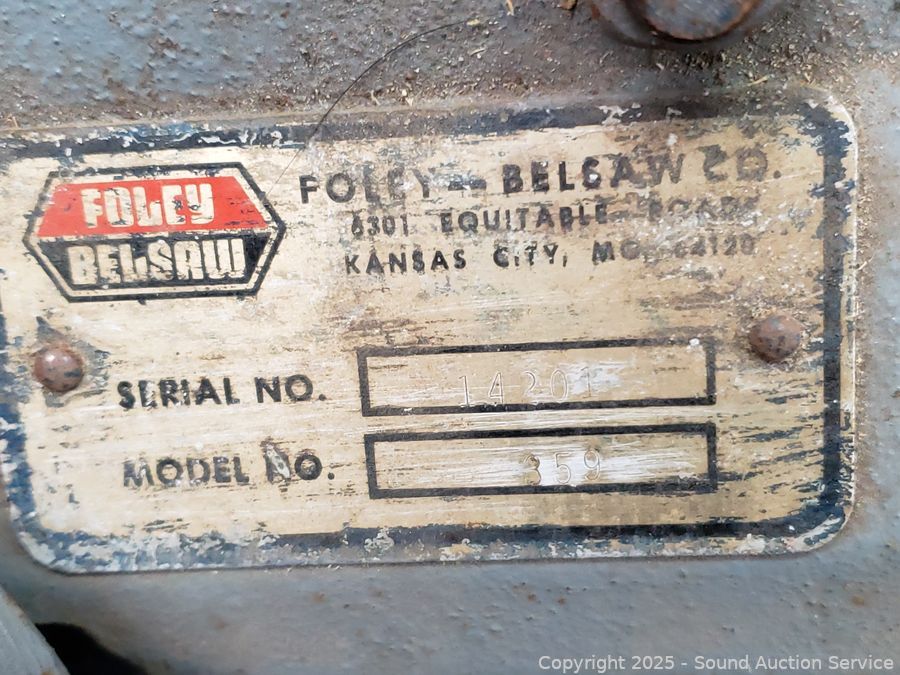 FOLEY
BELSAW
FOLEY - BELSAW CO.
6301 EQUITABLE ROAD
KANSAS CITY, MO. 64120
SERIAL NO. 14201
MODEL NO. 359
Copyright © 2025 - Sound Auction Service